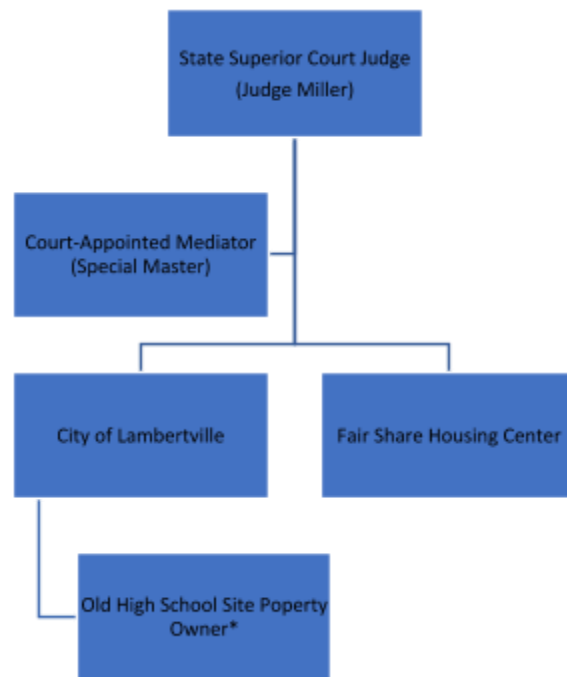 State Superior Court Judge
(Judge Miller)
Court-Appointed Mediator
(Special Master)
City of Lambertville
Fair Share Housing Center
Old High School Site Poperty
Owner*